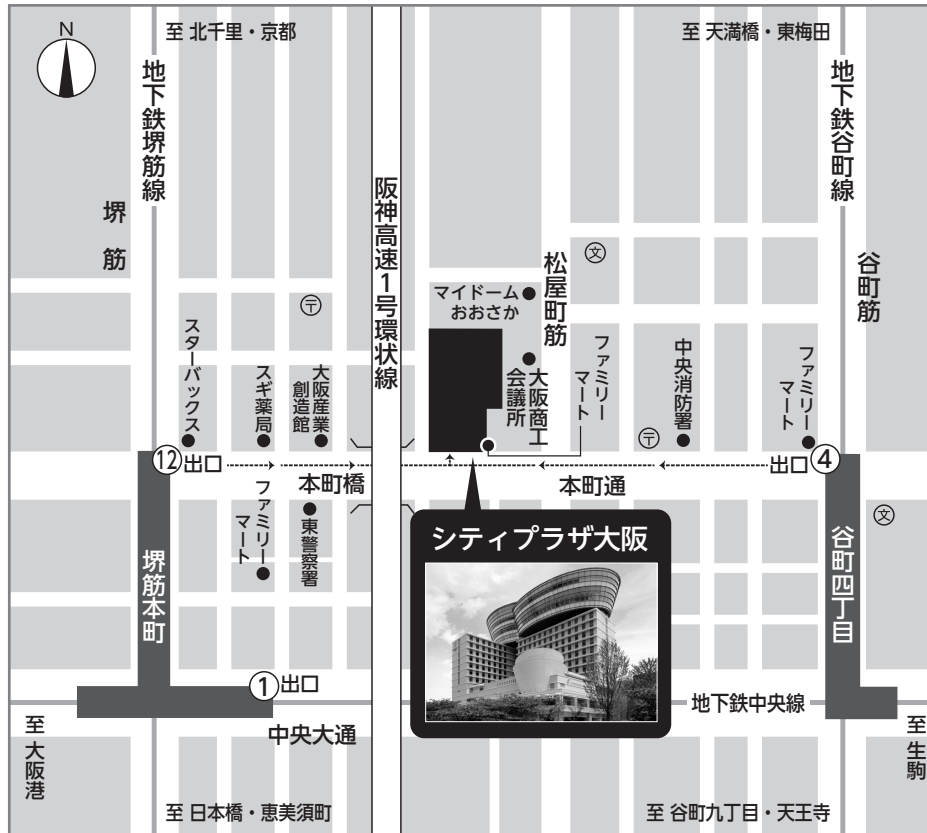 N
至 北千里・京都
至 天満橋・東梅田
地下鉄堺筋線
地下鉄谷町線
堺筋
阪神高速1号環状線
松屋町筋
谷町筋
文
〒
マイドーム
おおさか
スターバックス
スギ薬局
大阪産業
創造館
大阪商工
会議所
ファミリー
マート
中央消防署
〒
ファミリー
マート
12
出口
本町橋
本町通
出口
4
ファミリー
マート
東警察署
文
シティプラザ大阪
堺筋本町
谷町四丁目
1
出口
地下鉄中央線
中央大通
至 大阪港
至 生駒
至 日本橋・恵美須町
至 谷町九丁目・天王寺